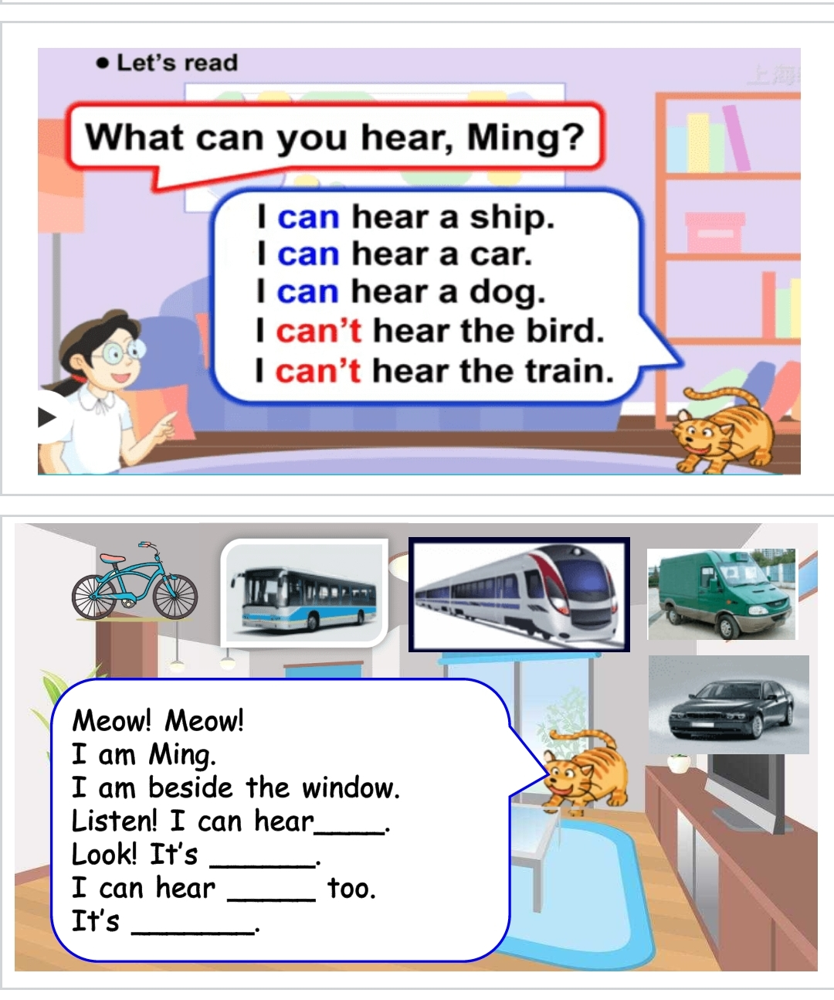 ● Let's read
上海
What can you hear, Ming?
I can hear a ship.
I can hear a car.
I can hear a dog.
I can't hear the bird.
I can't hear the train.
Meow! Meow!
I am Ming.
I am beside the window.
Listen! I can hear____.
Look! It's ______.
I can hear _____ too.
It's _______.